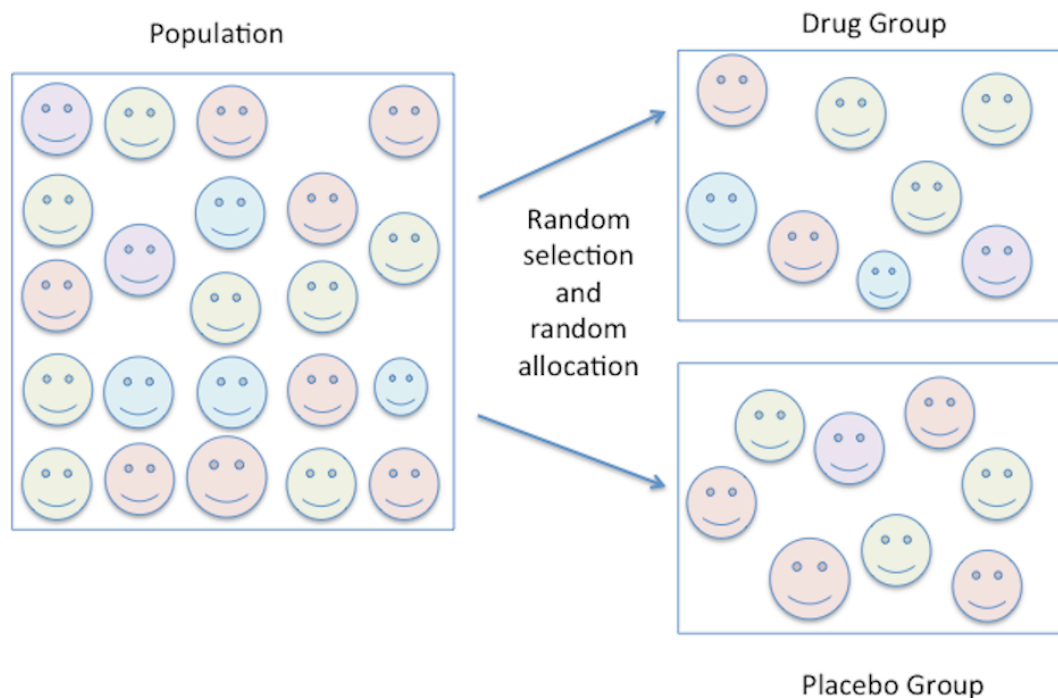 Population
Drug Group
Random
selection
and
random
allocation
Placebo Group